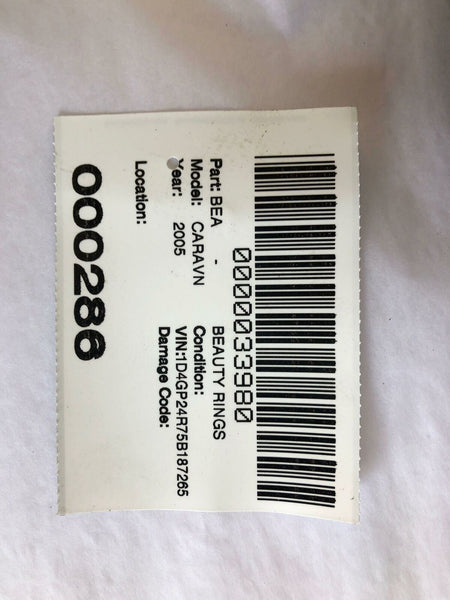 0000033980
Part: BEA - BEAUTY RINGS
Model: CARAVN Condition:
Year: 2005 VIN:1D4GP24R75B187265
Damage Code:
Location:
000286